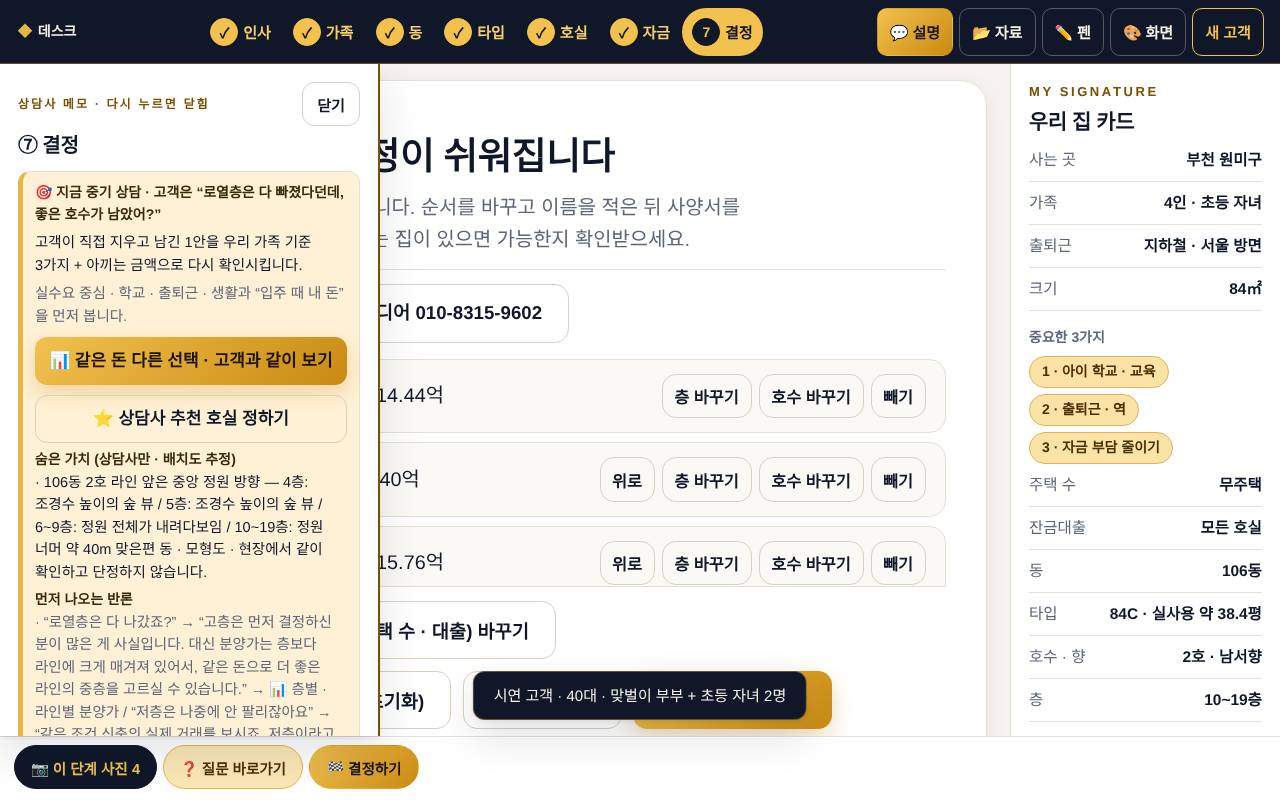 ◆ 데스크
✓ 인사
✓ 가족
✓ 동
✓ 타입
✓ 호실
✓ 자금
7 결정
💬 설명
📂 자료
✏️ 펜
🎨 화면
새 고객
상담사 메모 · 다시 누르면 닫힘
닫기
⑦ 결정
🎯 지금 중기 상담 · 고객은 “로열층은 다 빠졌다던데,
좋은 호수가 남았어?”
고객이 직접 지우고 남긴 1안을 우리 가족 기준
3가지 + 아끼는 금액으로 다시 확인시킵니다.
실수요 중심 · 학교 · 출퇴근 · 생활과 “입주 때 내 돈”
을 먼저 봅니다.
📊 같은 돈 다른 선택 · 고객과 같이 보기
⭐ 상담사 추천 호실 정하기
숨은 가치 (상담사만 · 배치도 추정)
· 106동 2호 라인 앞은 중앙 정원 방향 — 4층:
조경수 높이의 숲 뷰 / 5층: 조경수 높이의 숲 뷰 /
6~9층: 정원 전체가 내려다보임 / 10~19층: 정원
너머 약 40m 맞은편 동 · 모형도 · 현장에서 같이
확인하고 단정하지 않습니다.
먼저 나오는 반론
· “로열층은 다 나갔죠?” → “고층은 먼저 결정하신
분이 많은 게 사실입니다. 대신 분양가는 층보다
라인에 크게 매겨져 있어서, 같은 돈으로 더 좋은
라인의 중층을 고르실 수 있습니다.” → 📊 층별 ·
라인별 분양가 / “저층은 나중에 안 팔리잖아요” →
“같은 조건 신축의 실제 거래를 보시죠. 저층이라고
정이 쉬워집니다
니다. 순서를 바꾸고 이름을 적은 뒤 사양서를
는 집이 있으면 가능한지 확인받으세요.
디어 010-8315-9602
14.44억
층 바꾸기
호수 바꾸기
빼기
40억
위로
층 바꾸기
호수 바꾸기
빼기
15.76억
위로
층 바꾸기
호수 바꾸기
빼기
택 수 · 대출) 바꾸기
시연 고객 · 40대 · 맞벌이 부부 + 초등 자녀 2명
MY SIGNATURE
우리 집 카드
사는 곳 부천 원미구
가족 4인 · 초등 자녀
출퇴근 지하철 · 서울 방면
크기 84㎡
중요한 3가지
1 · 아이 학교 · 교육
2 · 출퇴근 · 역
3 · 자금 부담 줄이기
주택 수 무주택
잔금대출 모든 호실
동 106동
타입 84C · 실사용 약 38.4평
호수 · 향 2호 · 남서향
층 10~19층
📷 이 단계 사진 4
❓ 질문 바로가기
🏁 결정하기